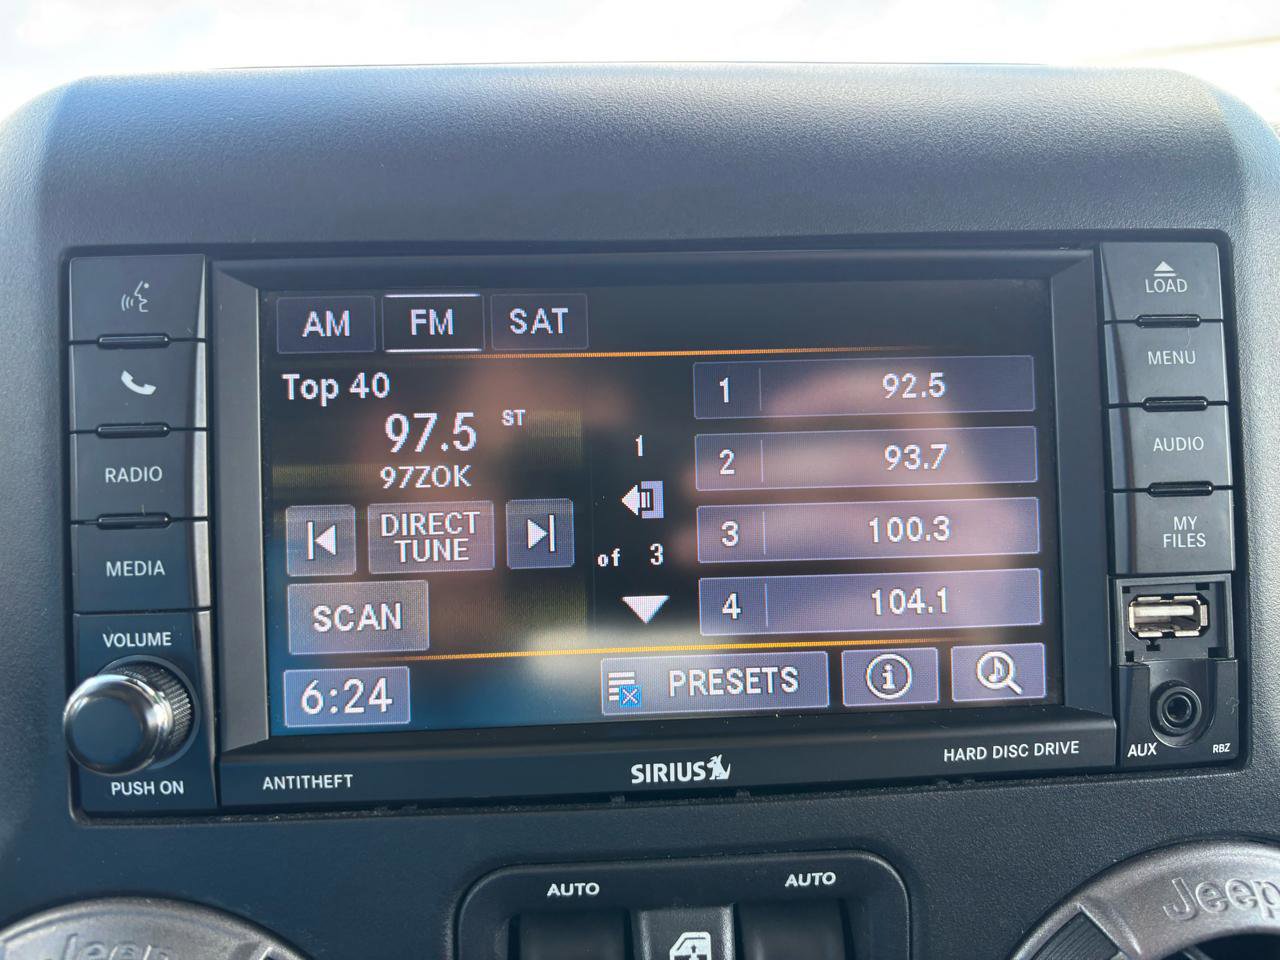 AM FM SAT
Top 40
97.5 ST
97ZOK
DIRECT
TUNE
SCAN
6:24
1
of 3
1 92.5
2 93.7
3 100.3
4 104.1
PRESETS
i
RADIO
MEDIA
VOLUME
PUSH ON
LOAD
MENU
AUDIO
MY
FILES
AUX
RBZ
ANTITHEFT
SIRIUS
HARD DISC DRIVE
AUTO
AUTO
Jeep
Jeep